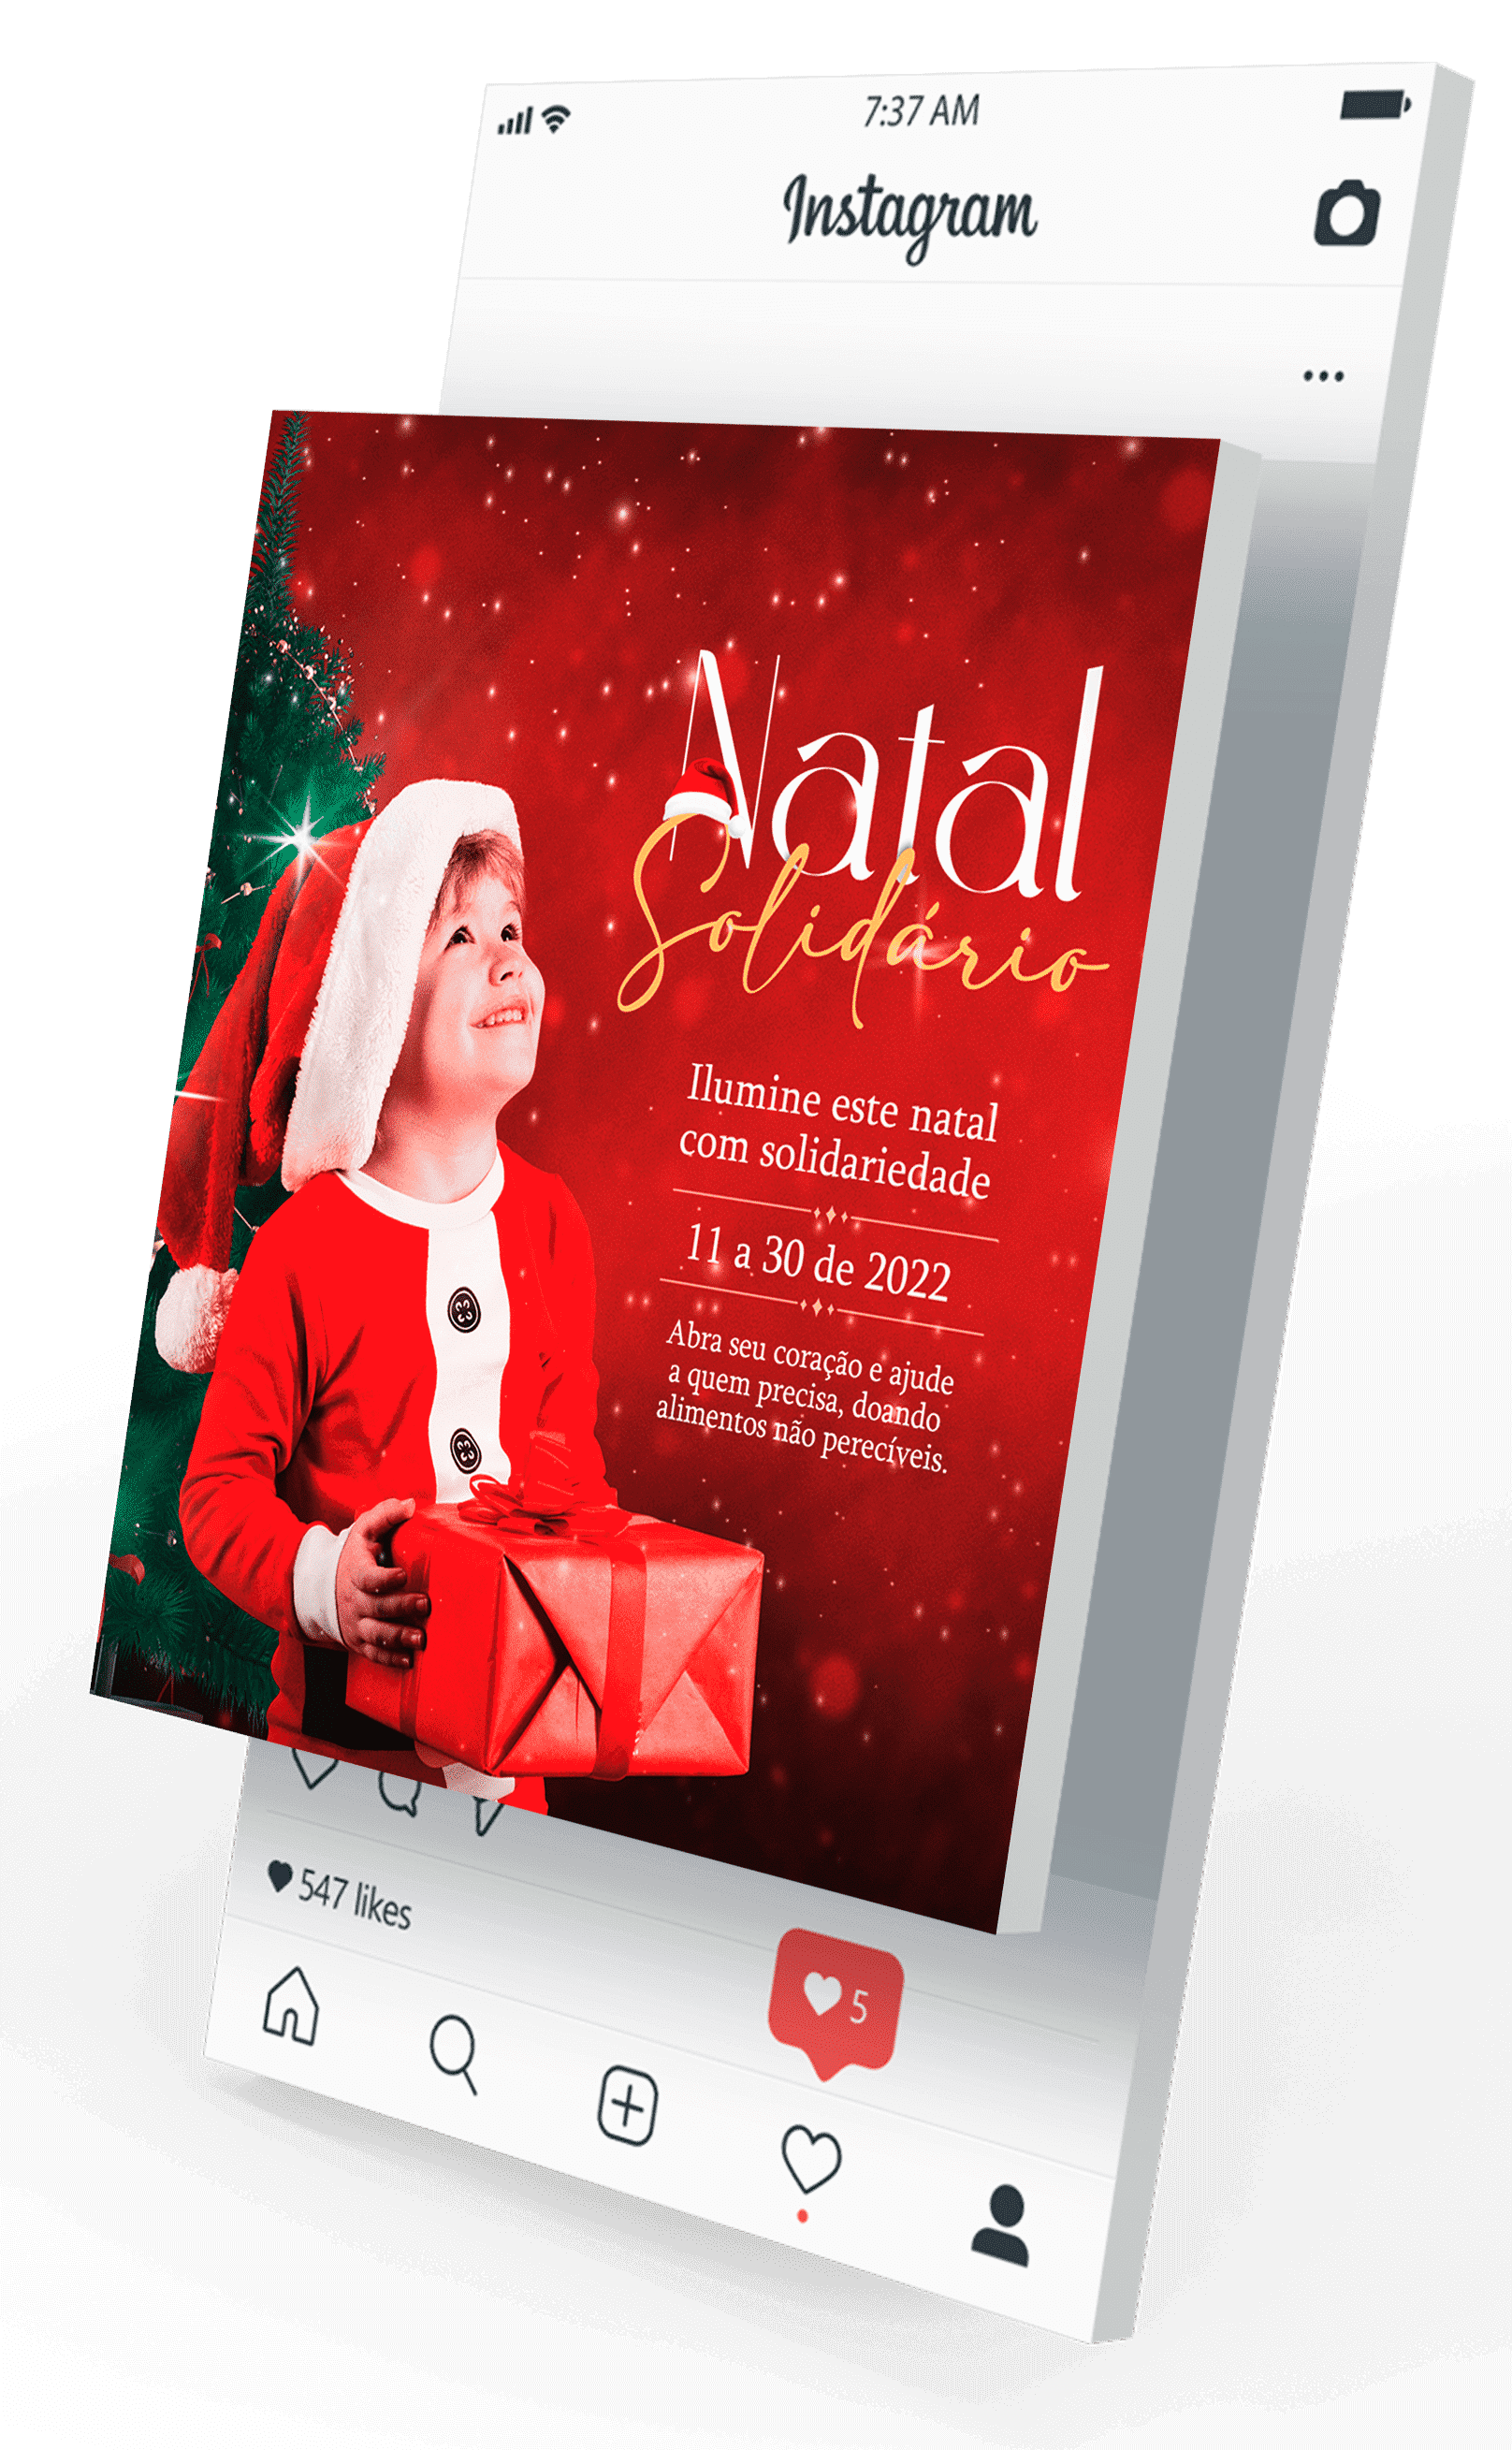 7:37 AM
Instagram
Natal
Solidário
Ilumine este natal
com solidariedade
11 a 30 de 2022
Abra seu coração e ajude
a quem precisa, doando
alimentos não perecíveis.
547 likes
5